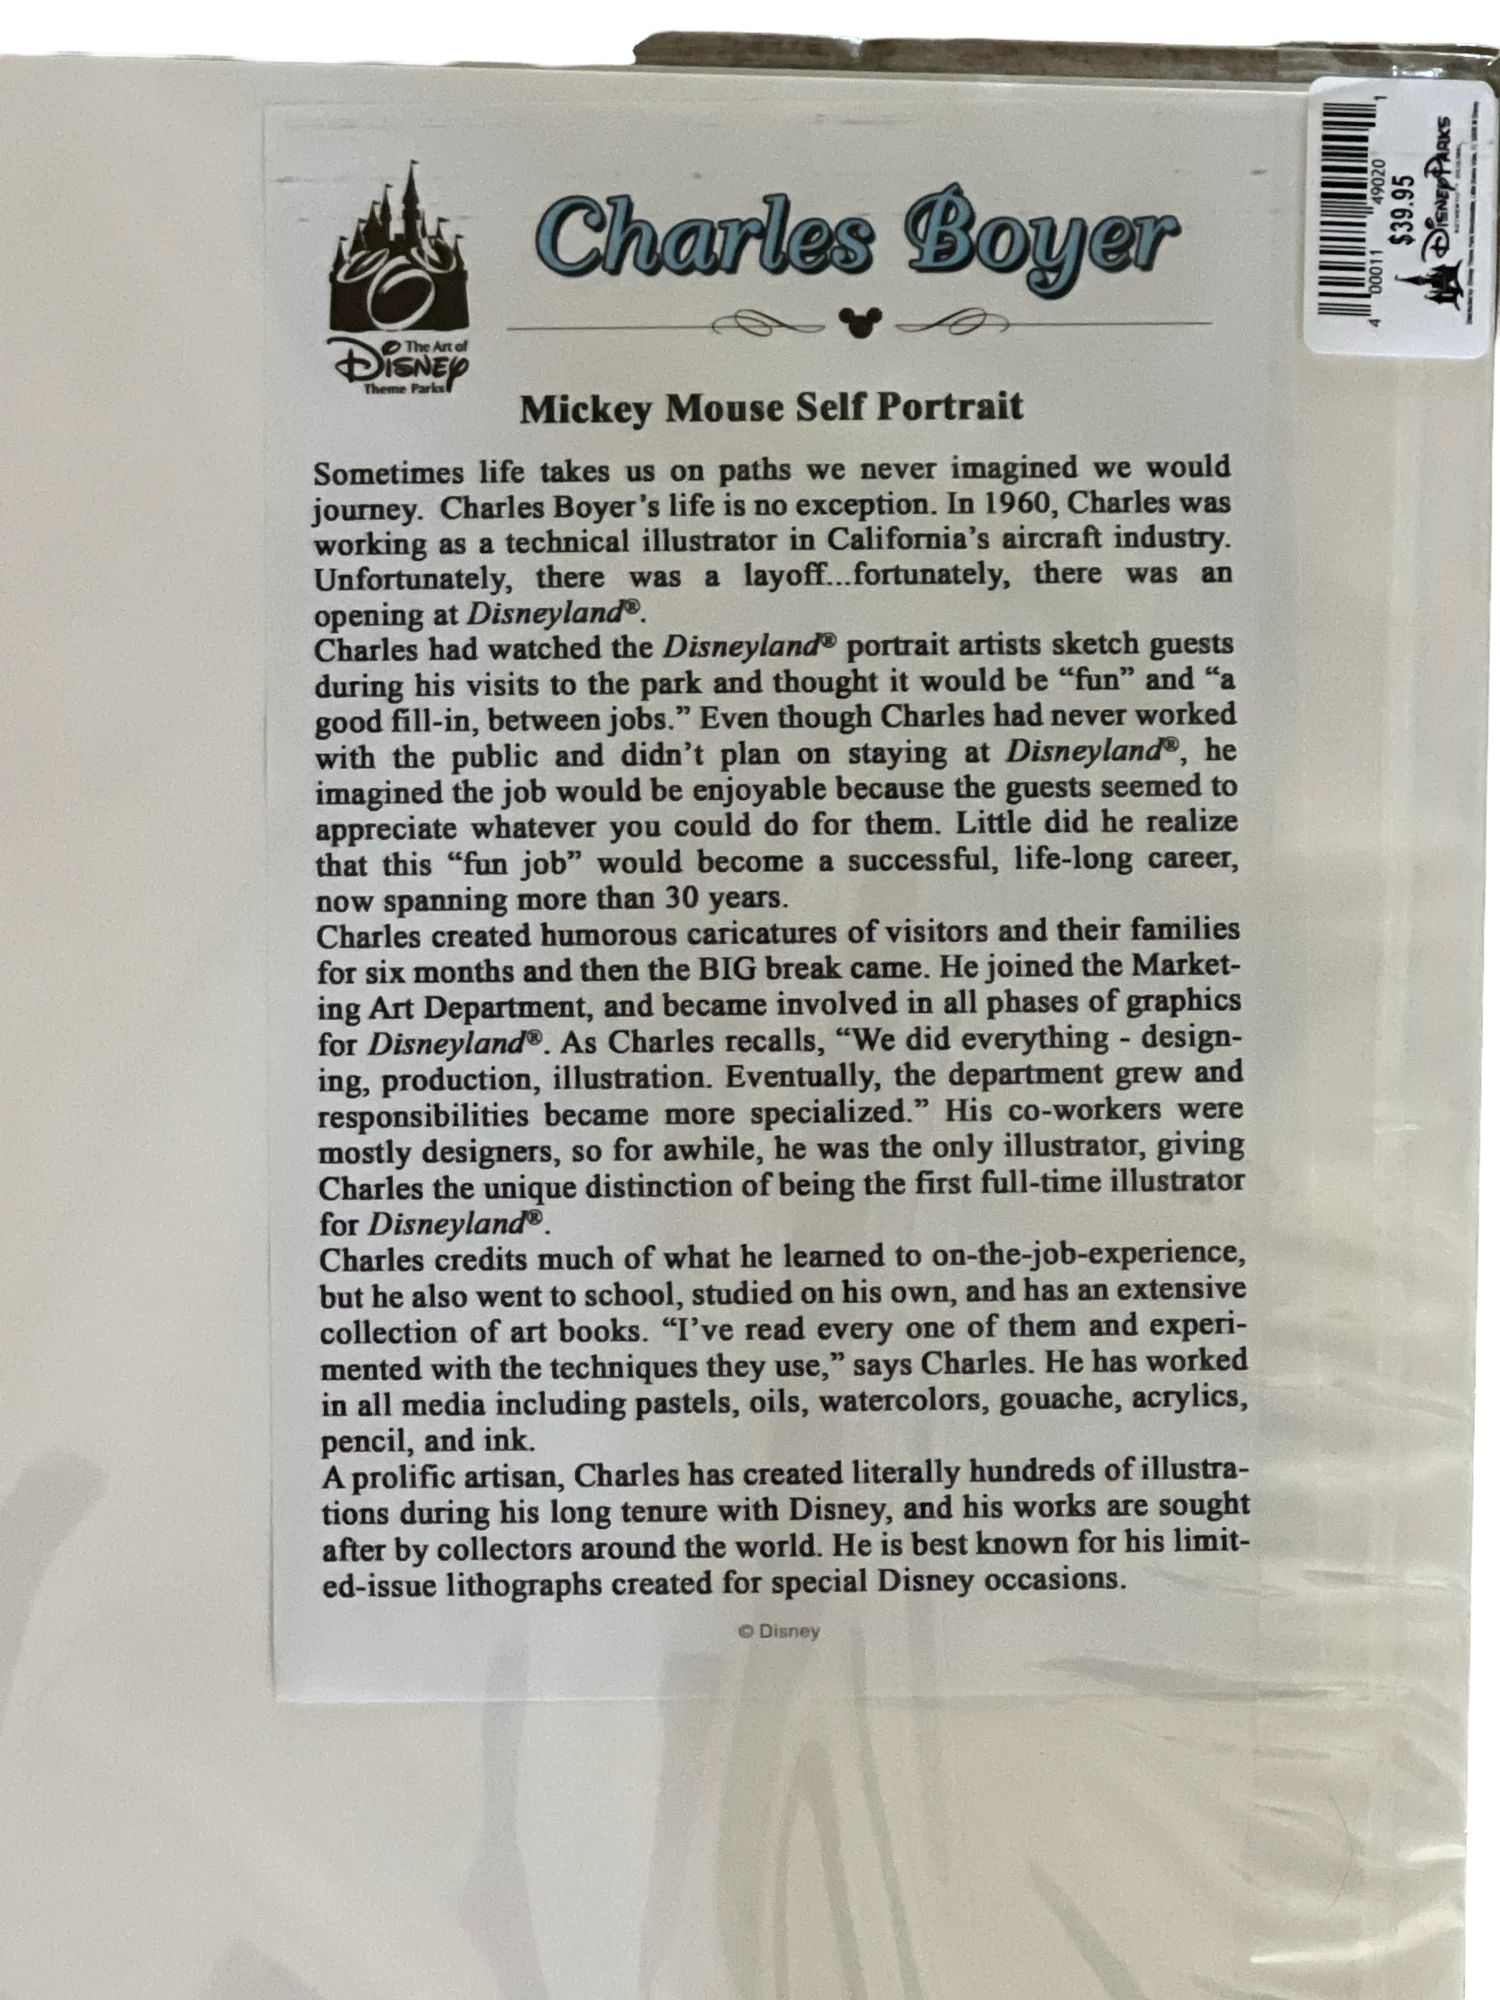 Charles Boyer
The Art of
DISNEY
Theme Parks
Mickey Mouse Self Portrait
Sometimes life takes us on paths we never imagined we would
journey. Charles Boyer's life is no exception. In 1960, Charles was
working as a technical illustrator in California's aircraft industry.
Unfortunately, there was a layoff...fortunately, there was an
opening at Disneyland®.
Charles had watched the Disneyland® portrait artists sketch guests
during his visits to the park and thought it would be “fun” and “a
good fill-in, between jobs.” Even though Charles had never worked
with the public and didn't plan on staying at Disneyland®, he
imagined the job would be enjoyable because the guests seemed to
appreciate whatever you could do for them. Little did he realize
that this “fun job” would become a successful, life-long career,
now spanning more than 30 years.
Charles created humorous caricatures of visitors and their families
for six months and then the BIG break came. He joined the Market-
ing Art Department, and became involved in all phases of graphics
for Disneyland®. As Charles recalls, “We did everything - design-
ing, production, illustration. Eventually, the department grew and
responsibilities became more specialized.” His co-workers were
mostly designers, so for awhile, he was the only illustrator, giving
Charles the unique distinction of being the first full-time illustrator
for Disneyland®.
Charles credits much of what he learned to on-the-job-experience,
but he also went to school, studied on his own, and has an extensive
collection of art books. “I've read every one of them and experi-
mented with the techniques they use,” says Charles. He has worked
in all media including pastels, oils, watercolors, gouache, acrylics,
pencil, and ink.
A prolific artisan, Charles has created literally hundreds of illustra-
tions during his long tenure with Disney, and his works are sought
after by collectors around the world. He is best known for his limit-
ed-issue lithographs created for special Disney occasions.
© Disney
4 00011 49020 1
$39.95
DISNEY PARKS